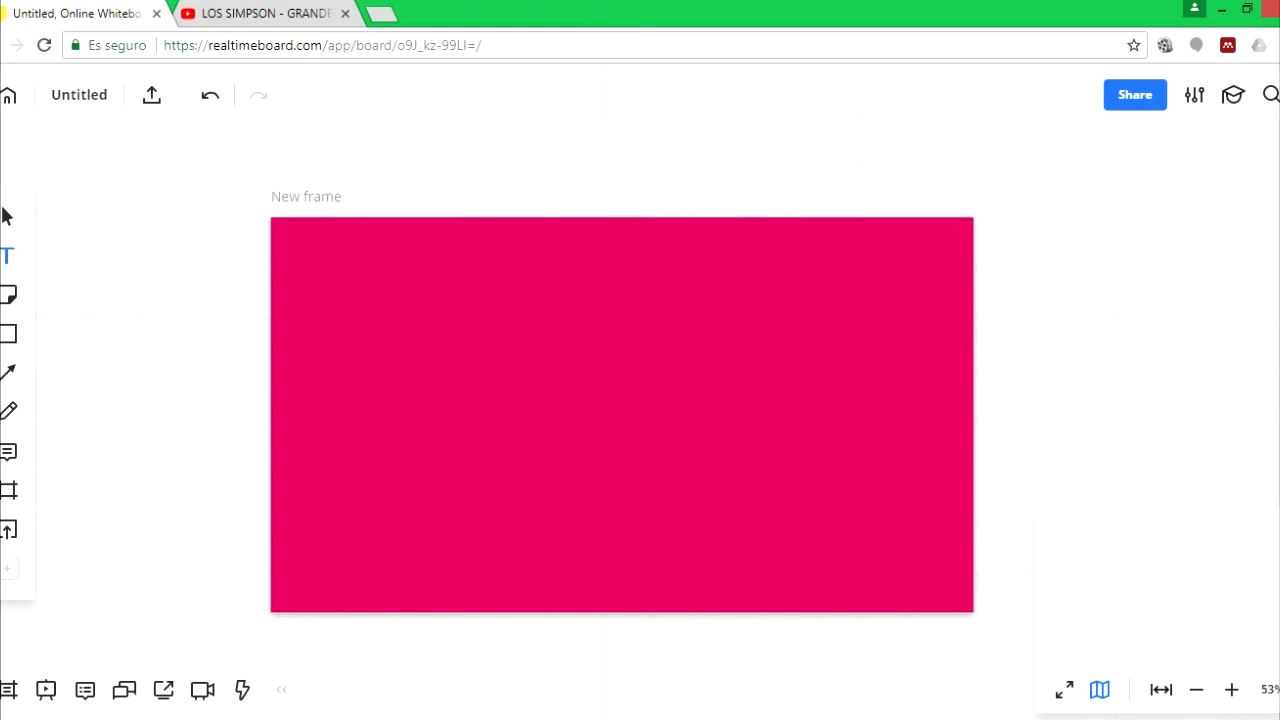 Untitled, Online Whitebo
LOS SIMPSON - GRANDE
Es seguro
https://realtimeboard.com/app/board/o9J_kz-99LI=/
Untitled
Share
New frame
T
53%